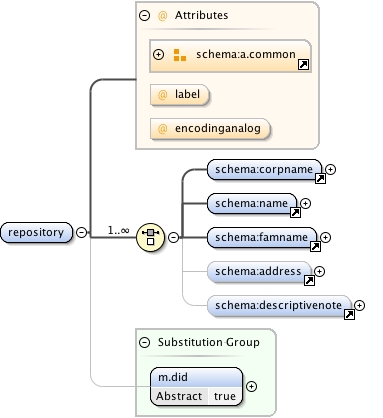 @ Attributes
schema:a.common
@ label
@ encodinganalog
schema:corpname
schema:name
repository
1..∞
schema:famname
schema:address
schema:descriptivenote
Substitution Group
m.did
Abstract true